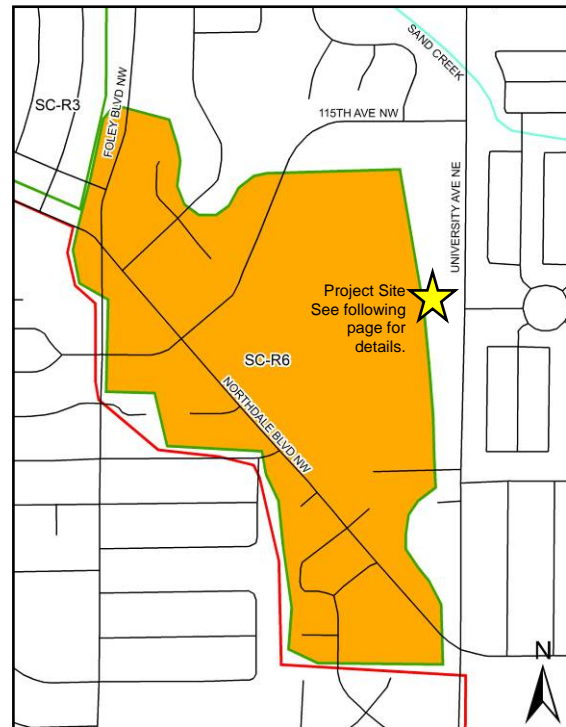 SAND CREEK
SC-R3
FOLEY BLVD NW
115TH AVE NW
UNIVERSITY AVE NE
Project Site
See following
page for
details.
SC-R6
NORTHDALE BLVD NW
N